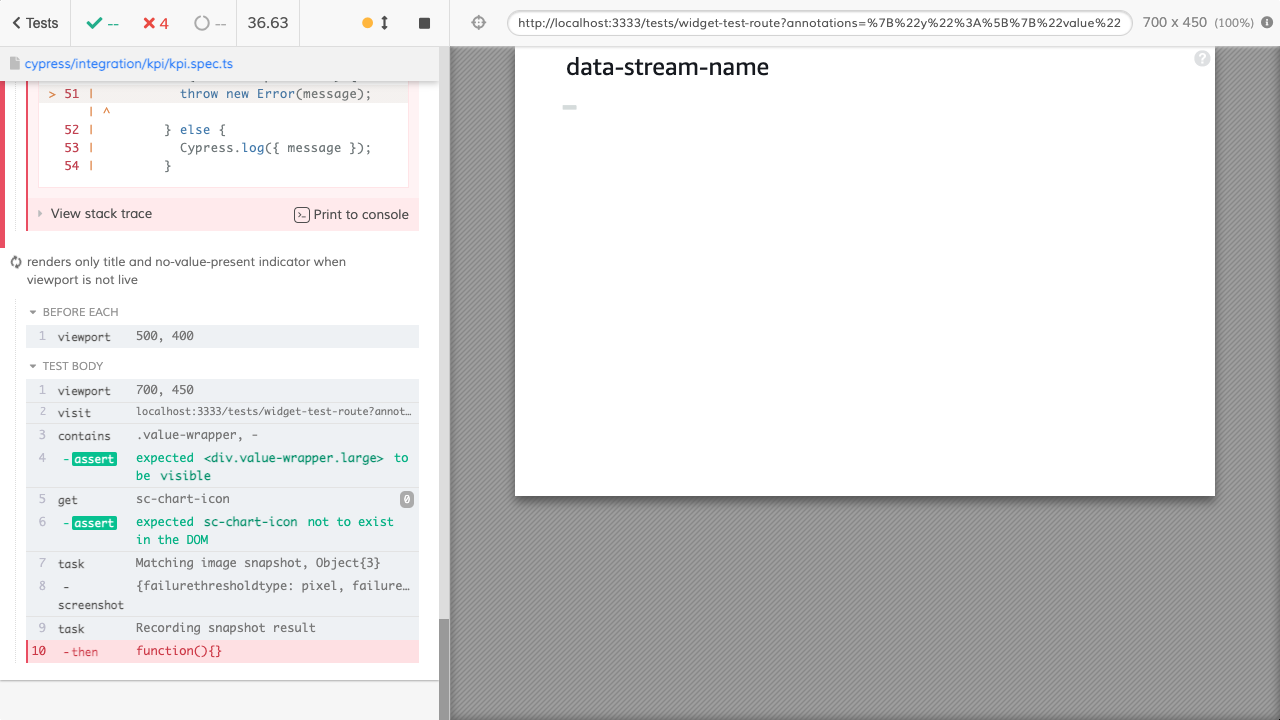 Tests
--
4
--
36.63
http://localhost:3333/tests/widget-test-route?annotations=%7B%22y%22%3A%5B%7B%22value%22
700 x 450 (100%)
cypress/integration/kpi/kpi.spec.ts
> 51 | throw new Error(message);
| ^
52 | } else {
53 | Cypress.log({ message });
54 | }
View stack trace
Print to console
renders only title and no-value-present indicator when
viewport is not live
BEFORE EACH
1 viewport 500, 400
TEST BODY
1 viewport 700, 450
2 visit localhost:3333/tests/widget-test-route?annot…
3 contains .value-wrapper, -
4 - assert expected <div.value-wrapper.large> to
be visible
5 get sc-chart-icon 0
6 - assert expected sc-chart-icon not to exist
in the DOM
7 task Matching image snapshot, Object{3}
8 - {failurethresholdtype: pixel, failure…
screenshot
9 task Recording snapshot result
10 - then function(){}
data-stream-name
-
?